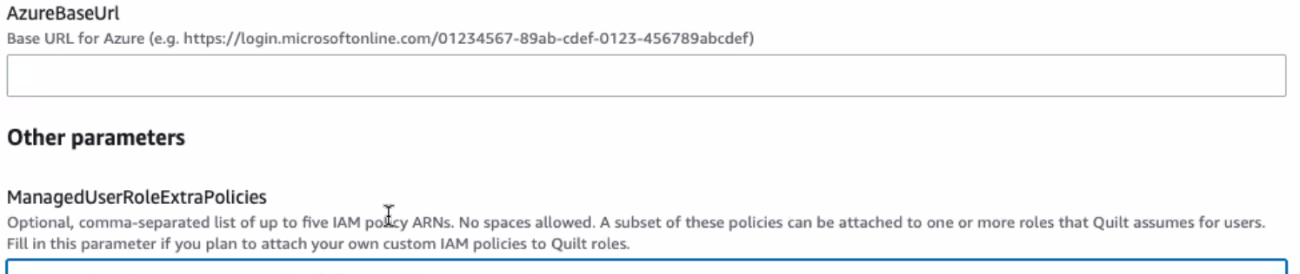 AzureBaseUrl
Base URL for Azure (e.g. https://login.microsoftonline.com/01234567-89ab-cdef-0123-456789abcdef)
Other parameters
ManagedUserRoleExtraPolicies
Optional, comma-separated list of up to five IAM policy ARNs. No spaces allowed. A subset of these policies can be attached to one or more roles that Quilt assumes for users.
Fill in this parameter if you plan to attach your own custom IAM policies to Quilt roles.